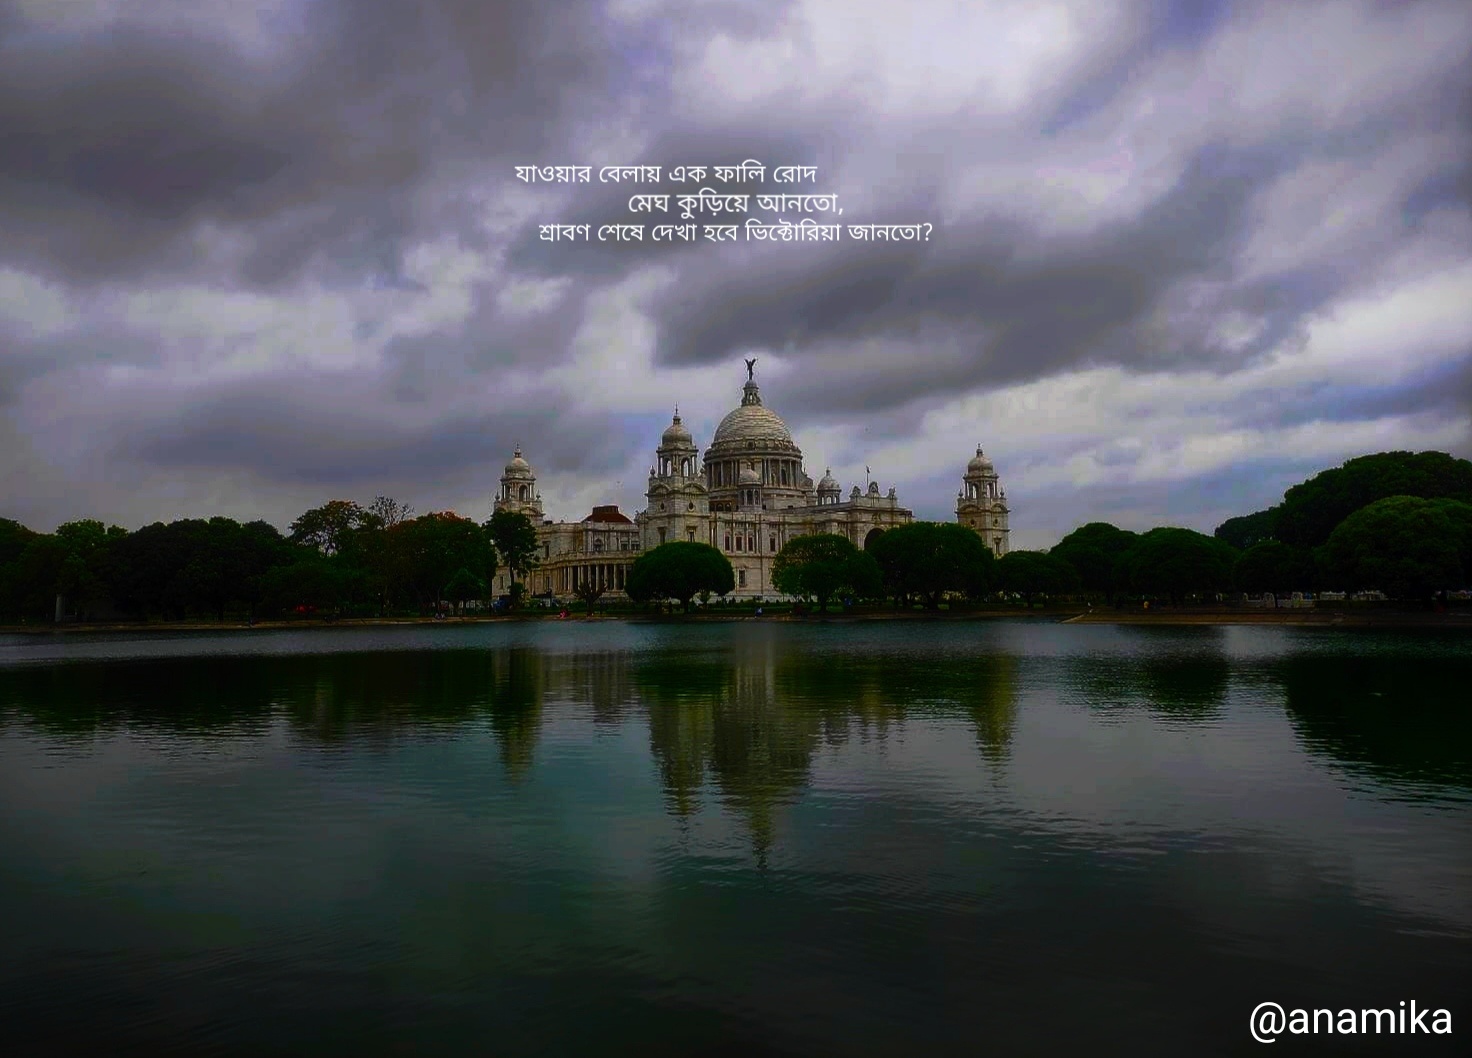 যাওয়ার বেলায় এক ফালি রোদ
মেঘ কুড়িয়ে আনতো,
শ্রাবণ শেষে দেখা হবে ভিক্টোরিয়া জানতো?
@anamika